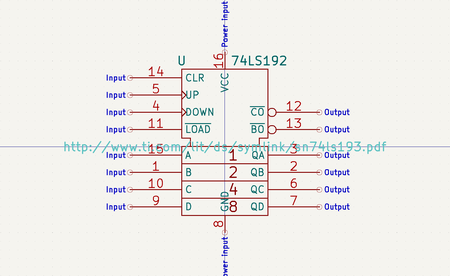 Power Input
U 74LS192
16
VCC
Input 14 CLR
Input 5 UP
Input 4 DOWN CO 12 Output
Input 11 LOAD BO 13 Output
http://www.ti.com/lit/ds/symlink/sn74ls193.pdf
Input 15 A 1 QA 3 Output
Input 1 B 2 QB 2 Output
Input 10 C 4 QC 6 Output
Input 9 D 8 QD 7 Output
GND
8
Power Input